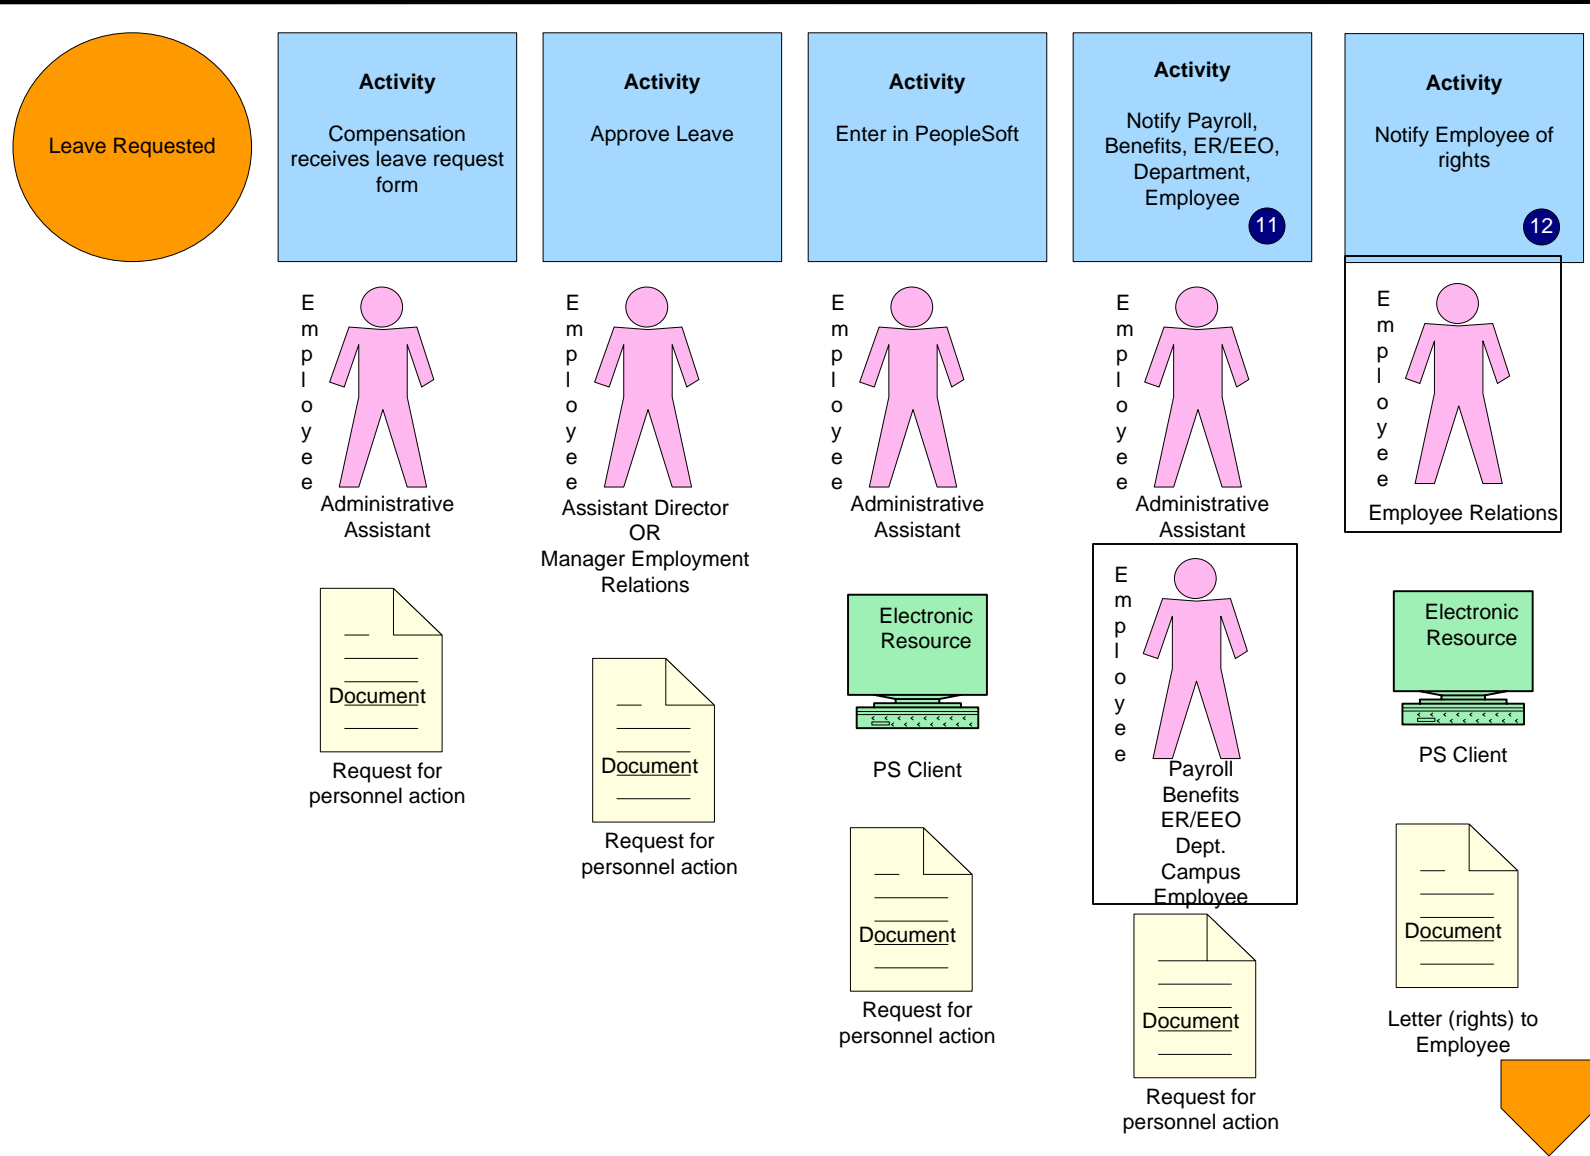 Leave Requested
Activity
Compensation
receives leave request
form
Activity
Approve Leave
Activity
Enter in PeopleSoft
Activity
Notify Payroll,
Benefits, ER/EEO,
Department,
Employee
11
Activity
Notify Employee of
rights
12
Employee
Administrative
Assistant
Document
Request for
personnel action
Employee
Assistant Director
OR
Manager Employment
Relations
Document
Request for
personnel action
Employee
Administrative
Assistant
Electronic
Resource
PS Client
Document
Request for
personnel action
Employee
Administrative
Assistant
Employee
Payroll
Benefits
ER/EEO
Dept.
Campus
Employee
Document
Request for
personnel action
Employee
Employee Relations
Electronic
Resource
PS Client
Document
Letter (rights) to
Employee